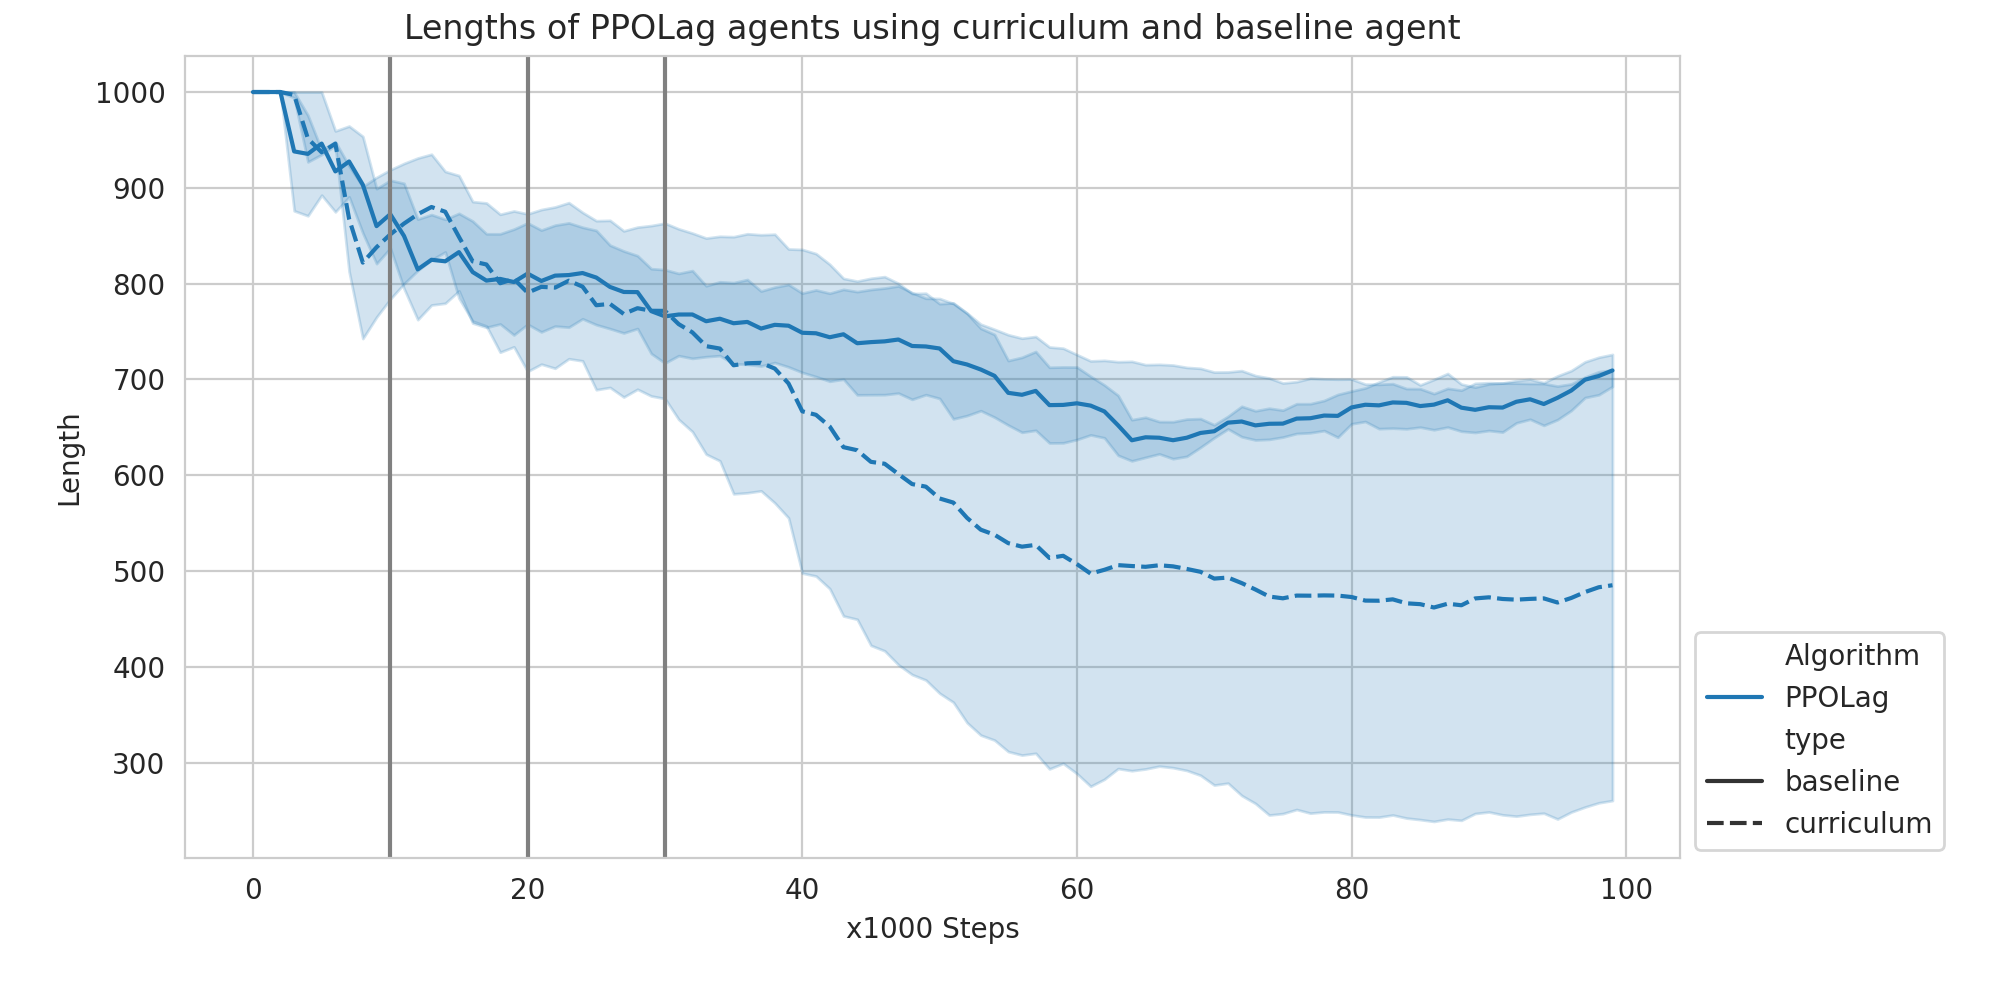 Lengths of PPOLag agents using curriculum and baseline agent
1000
900
800
700
600
500
400
300
Length
0 20 40 60 80 100
x1000 Steps
Algorithm
PPOLag
type
baseline
curriculum